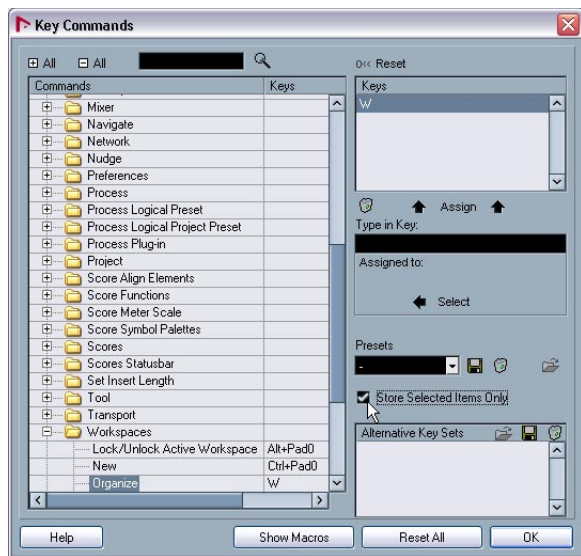 Key Commands
All All
Commands Keys
Mixer
Navigate
Network
Nudge
Preferences
Process
Process Logical Preset
Process Logical Project Preset
Process Plug-in
Project
Score Align Elements
Score Functions
Score Meter Scale
Score Symbol Palettes
Scores
Scores Statusbar
Set Insert Length
Tool
Transport
Workspaces
Lock/Unlock Active Workspace Alt+Pad0
New Ctrl+Pad0
Organize W
0<< Reset
Keys
W
Assign
Type in Key:
Assigned to:
Select
Presets
-
Store Selected Items Only
Alternative Key Sets
Help Show Macros Reset All OK